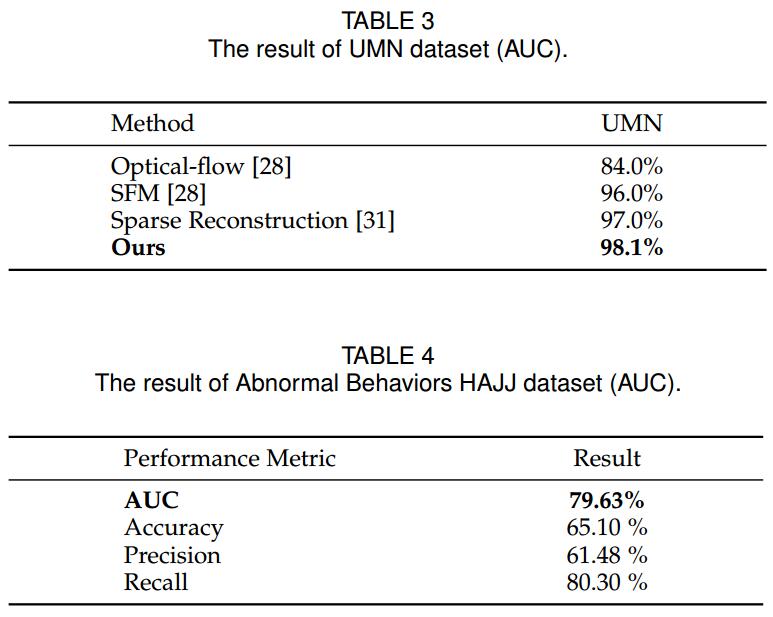 TABLE 3
The result of UMN dataset (AUC).
Method UMN
Optical-flow [28] 84.0%
SFM [28] 96.0%
Sparse Reconstruction [31] 97.0%
Ours 98.1%
TABLE 4
The result of Abnormal Behaviors HAJJ dataset (AUC).
Performance Metric Result
AUC 79.63%
Accuracy 65.10 %
Precision 61.48 %
Recall 80.30 %